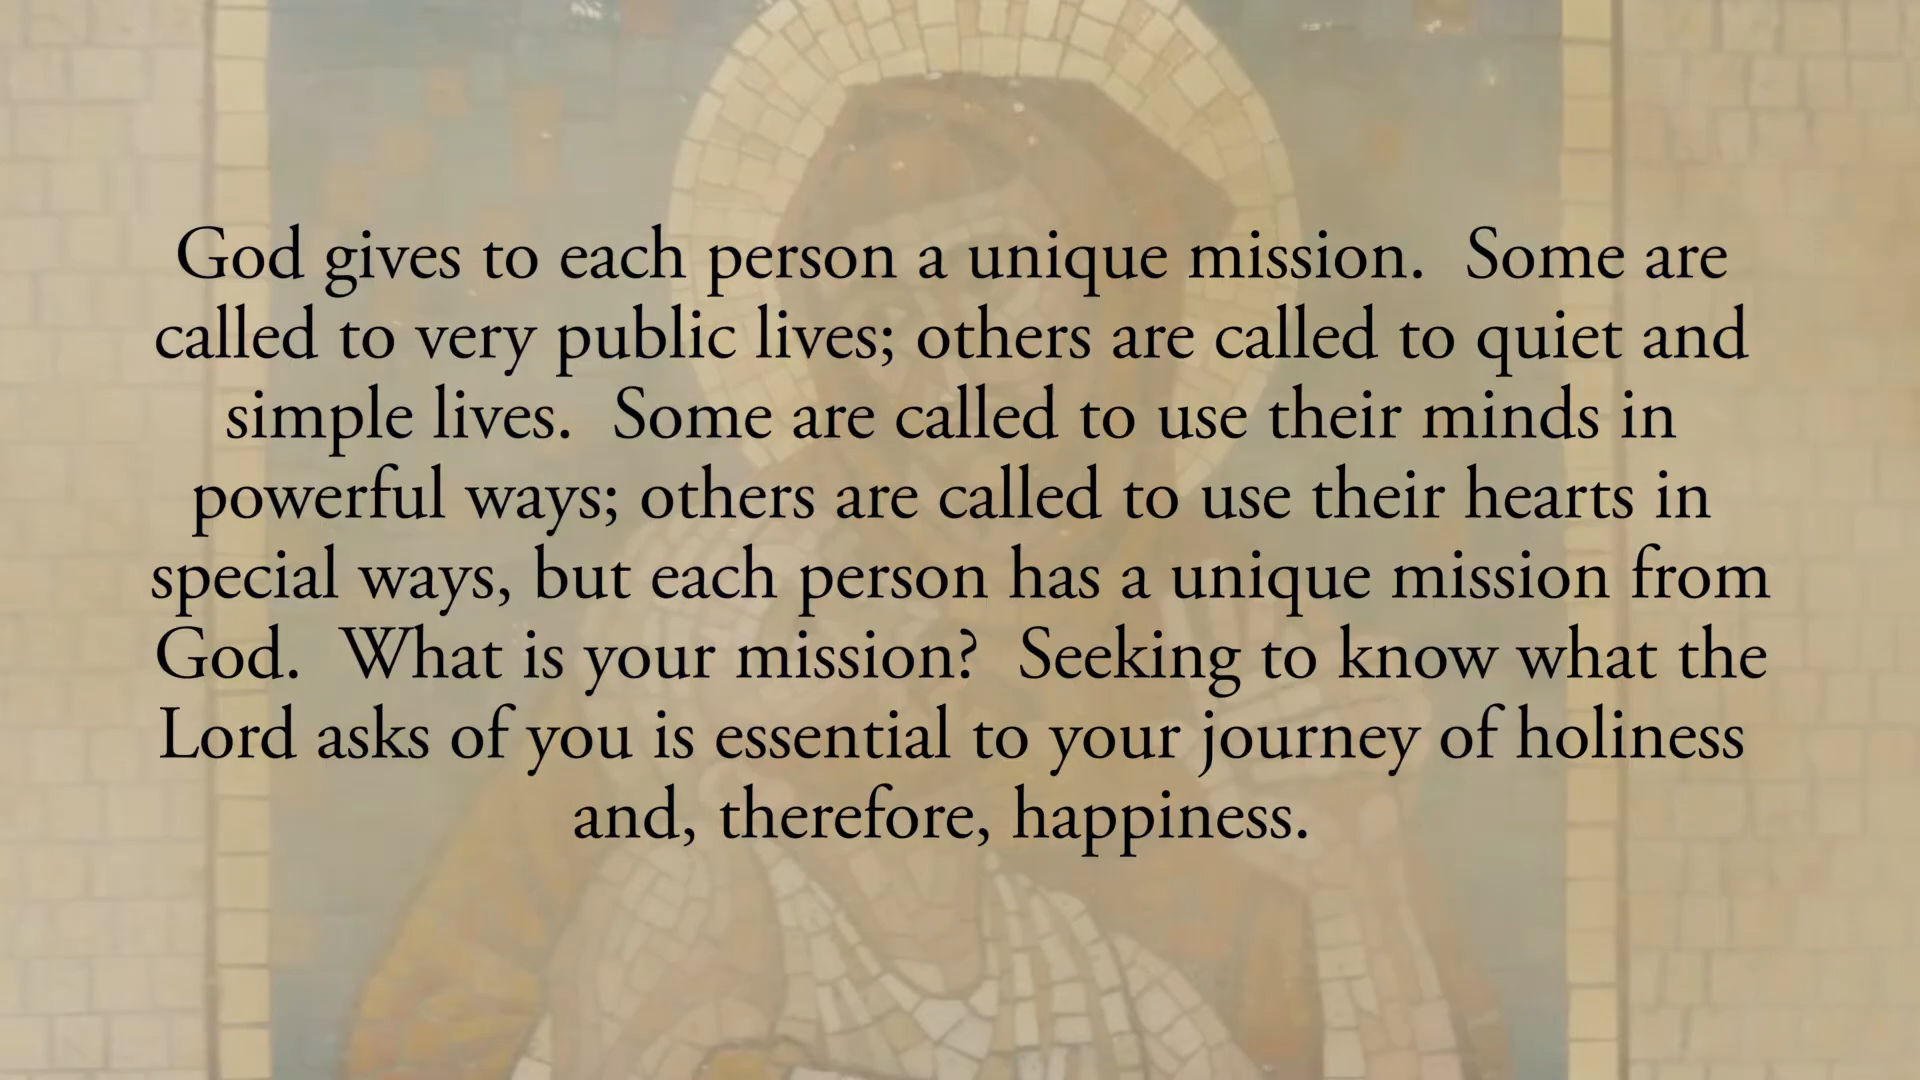 God gives to each person a unique mission.  Some are
called to very public lives; others are called to quiet and
simple lives.  Some are called to use their minds in
powerful ways; others are called to use their hearts in
special ways, but each person has a unique mission from
God.  What is your mission?  Seeking to know what the
Lord asks of you is essential to your journey of holiness
and, therefore, happiness.